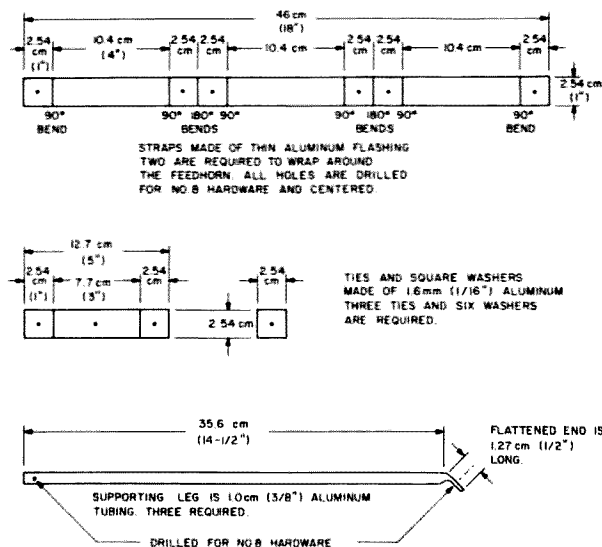 46 cm
(18")
2.54 cm (1")
10.4 cm (4")
2.54 cm
2.54 cm
10.4 cm
2.54 cm
2.54 cm
10.4 cm
2.54 cm
2.54 cm (1")
90° 90° 180° 90° 90° 180° 90° 90°
BEND BENDS BENDS BEND
STRAPS MADE OF THIN ALUMINUM FLASHING
TWO ARE REQUIRED TO WRAP AROUND
THE FEEDHORN. ALL HOLES ARE DRILLED
FOR NO.8 HARDWARE AND CENTERED.
12.7 cm
(5")
2.54 cm (1")
7.7 cm (3")
2.54 cm
2.54 cm
2.54 cm
TIES AND SQUARE WASHERS
MADE OF 1.6mm (1/16") ALUMINUM
THREE TIES AND SIX WASHERS
ARE REQUIRED.
35.6 cm
(14-1/2")
FLATTENED END IS
1.27 cm (1/2")
LONG.
SUPPORTING LEG IS 1.0cm (3/8") ALUMINUM
TUBING. THREE REQUIRED.
DRILLED FOR NO.8 HARDWARE